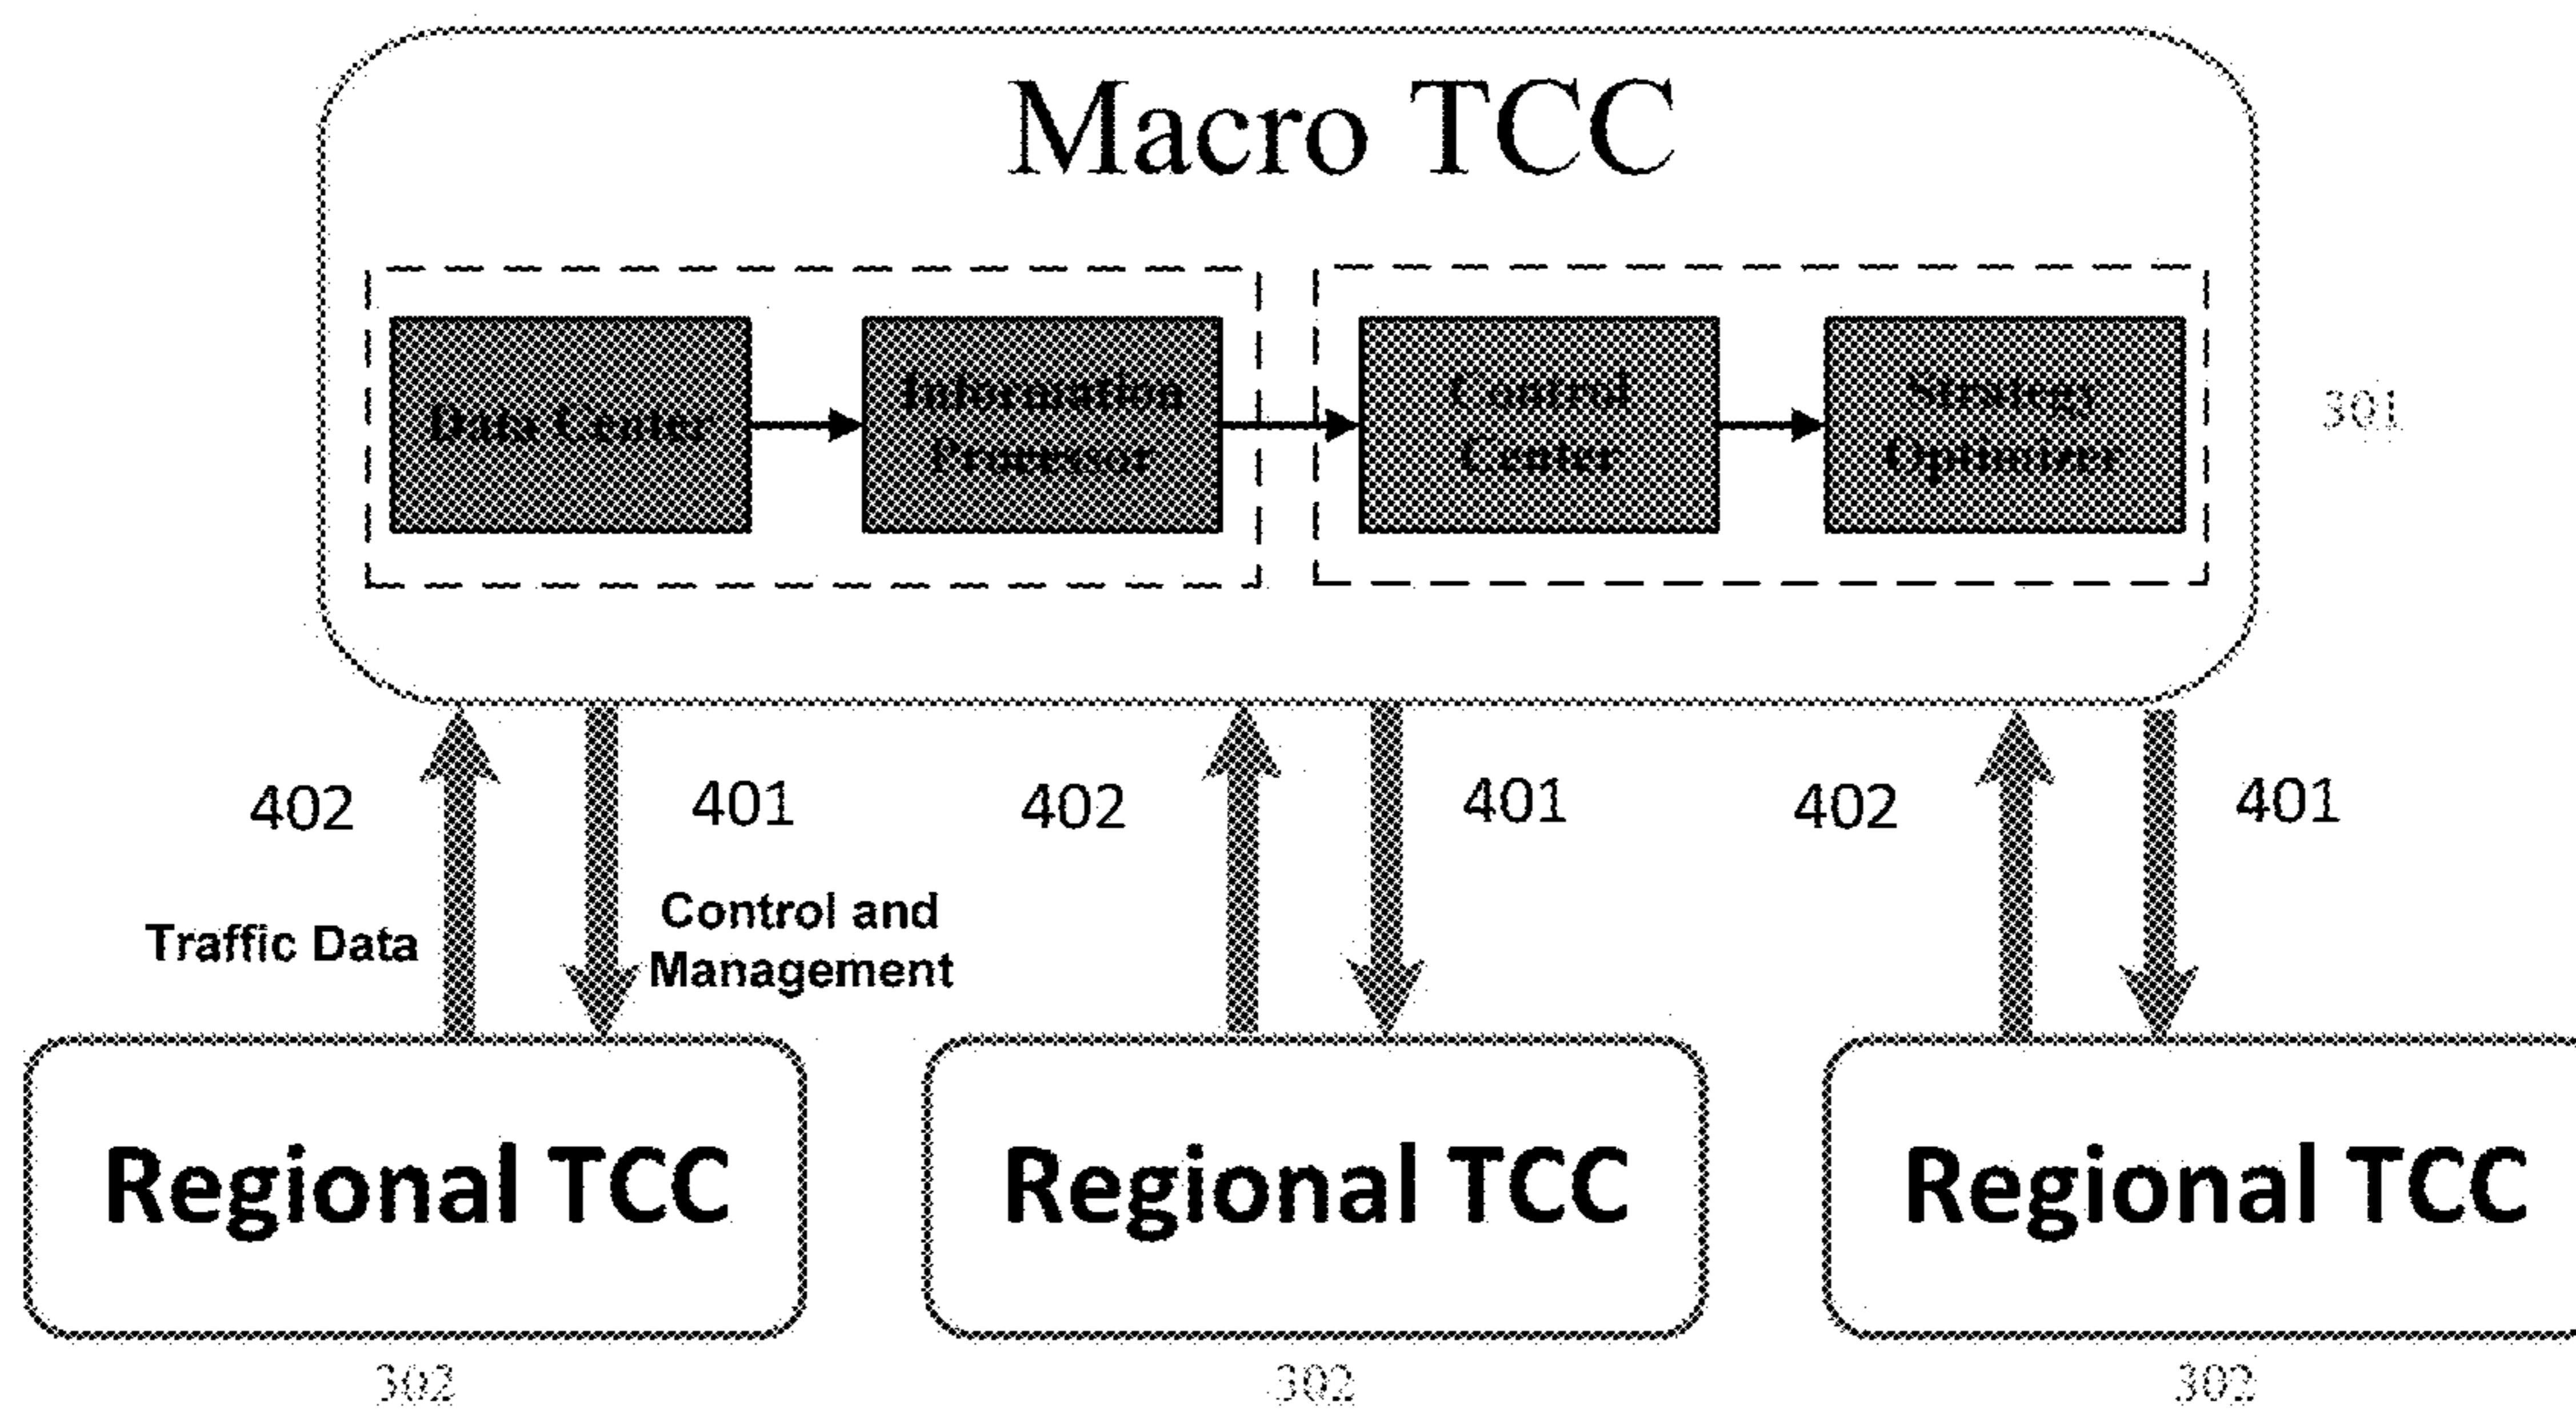 Macro TCC
Data Center
Information
Processor
Control
Center
Strategy
Optimizer
301
402
401
402
401
402
401
Traffic Data
Control and
Management
Regional TCC
Regional TCC
Regional TCC
302
302
302